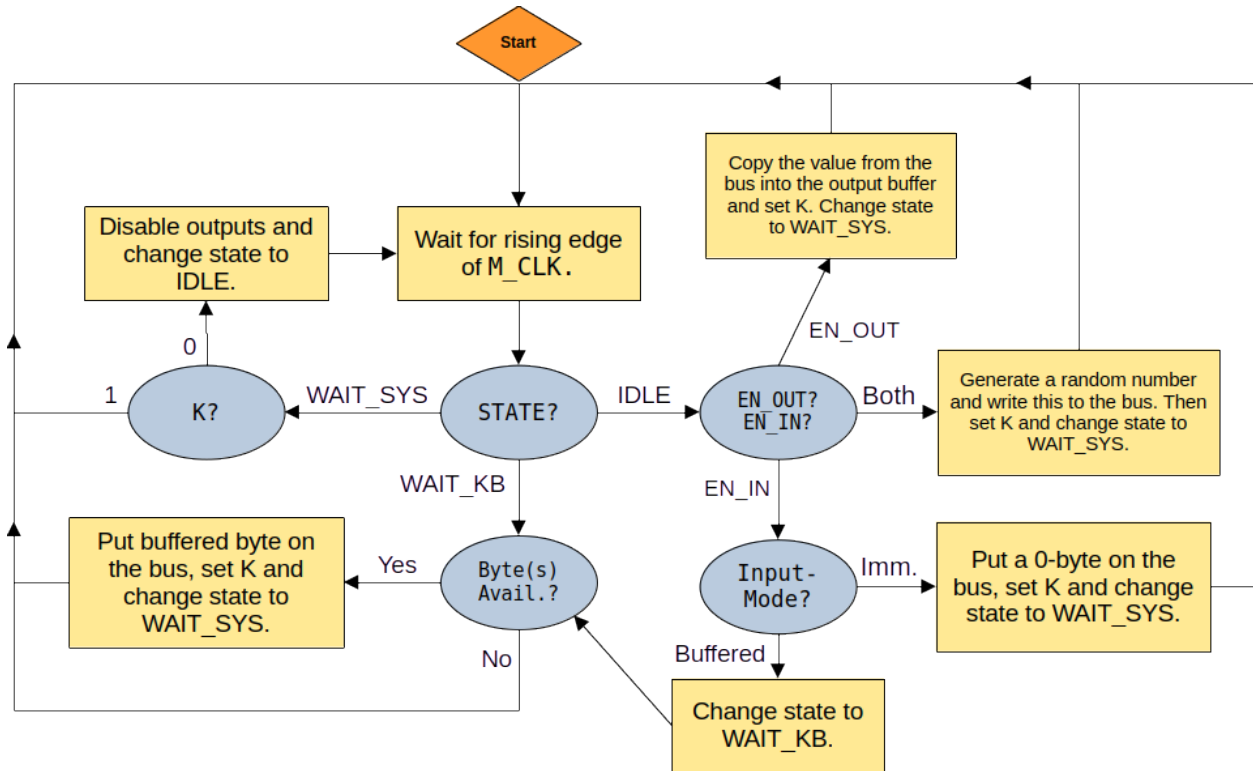 Start
Copy the value from the
bus into the output buffer
and set K. Change state
to WAIT_SYS.
Disable outputs and
change state to
IDLE.
Wait for rising edge
of M_CLK.
EN_OUT
0
1
K?
WAIT_SYS
STATE?
IDLE
EN_OUT?
EN_IN?
Both
Generate a random number
and write this to the bus. Then
set K and change state to
WAIT_SYS.
WAIT_KB
EN_IN
Put buffered byte on
the bus, set K and
change state to
WAIT_SYS.
Yes
Byte(s)
Avail.?
Input-
Mode?
Imm.
Put a 0-byte on the
bus, set K and change
state to WAIT_SYS.
No
Buffered
Change state to
WAIT_KB.